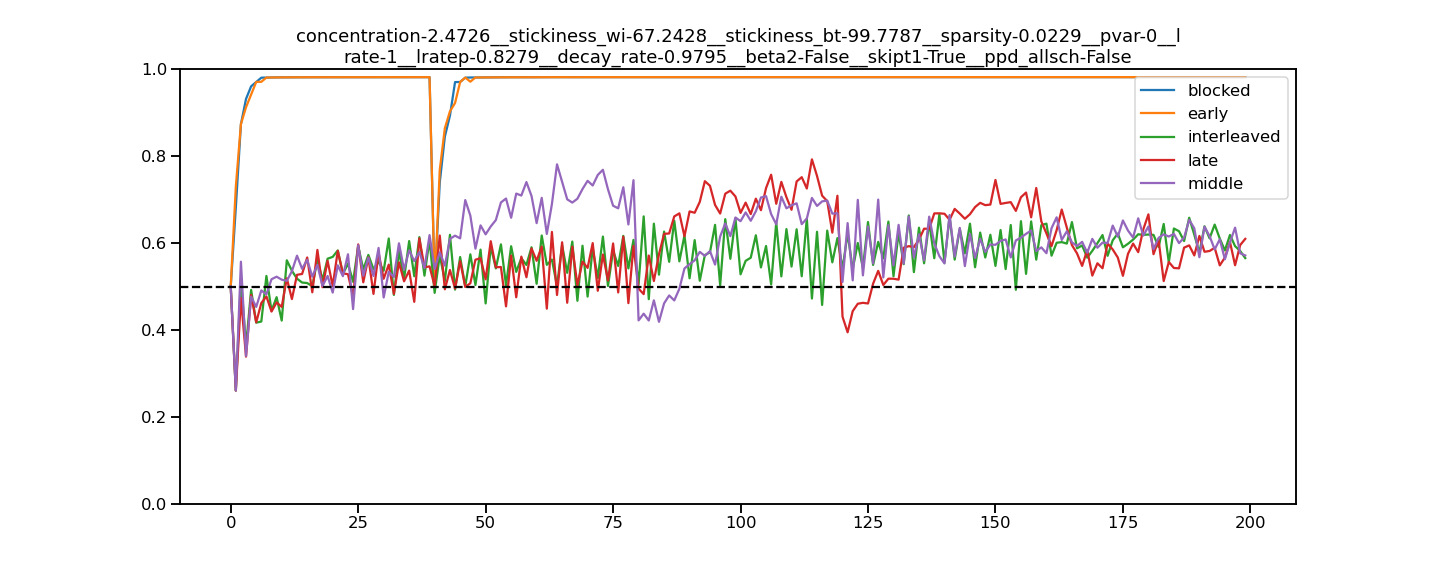 concentration-2.4726__stickiness_wi-67.2428__stickiness_bt-99.7787__sparsity-0.0229__pvar-0__l
rate-1__lratep-0.8279__decay_rate-0.9795__beta2-False__skipt1-True__ppd_allsch-False
1.0
0.8
0.6
0.4
0.2
0.0
blocked
early
interleaved
late
middle
0 25 50 75 100 125 150 175 200